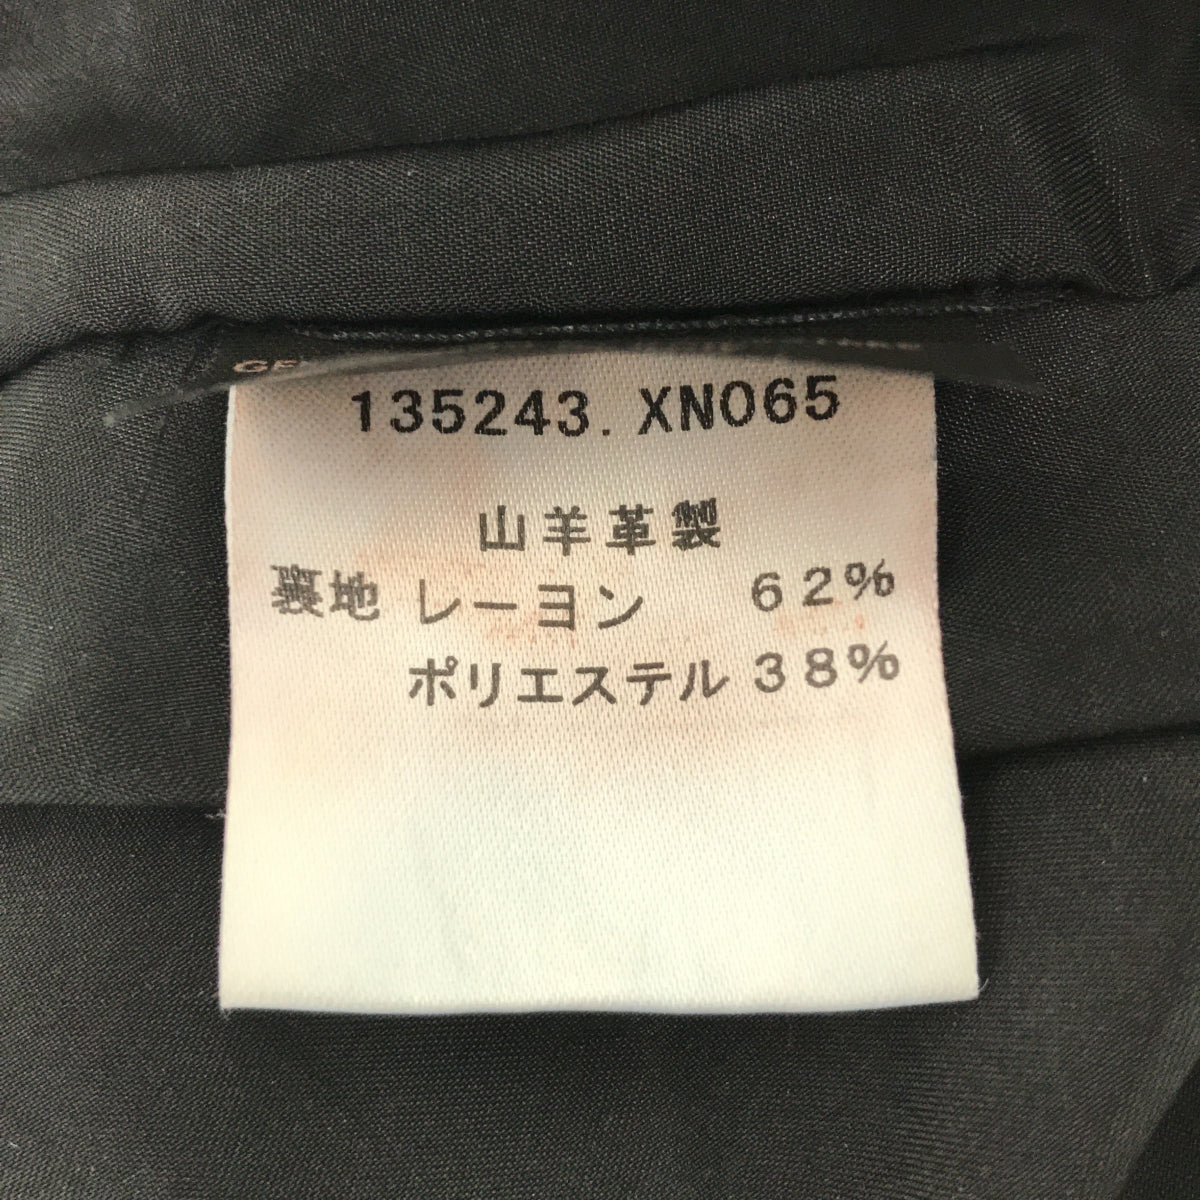 135243. XN065
山羊革製
裏地 レーヨン 62%
ポリエステル 38%